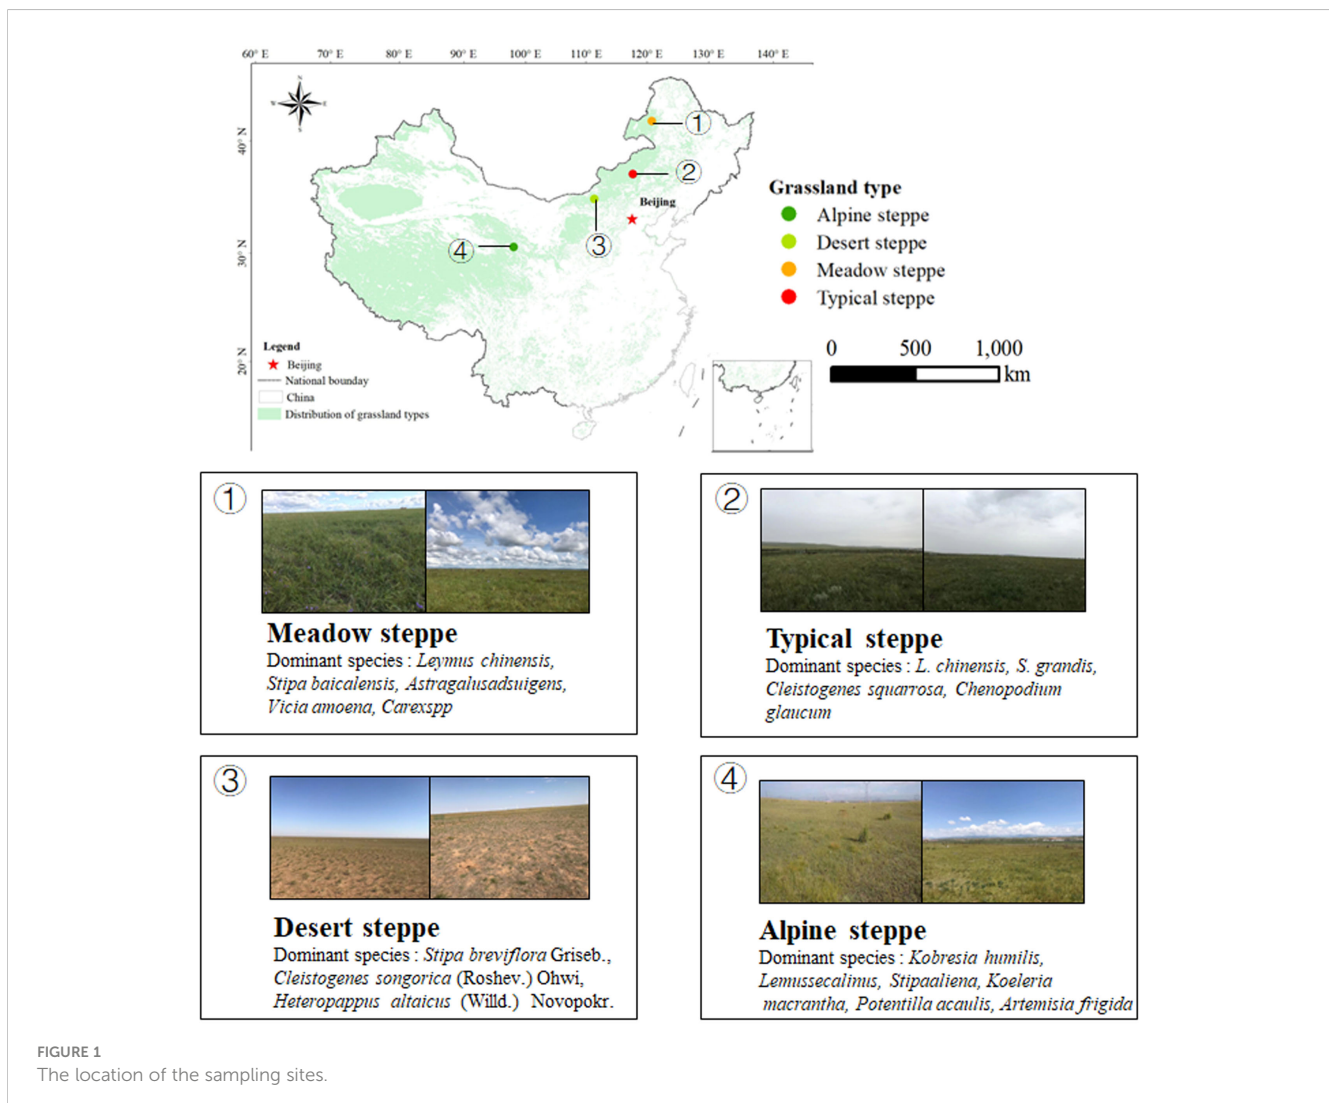 60° E 70° E 80° E 90° E 100° E 110° E 120° E 130° E 140° E
N
W E
S
40° N
30° N
20° N
①
②
Beijing
③
④
Grassland type
Alpine steppe
Desert steppe
Meadow steppe
Typical steppe
0 500 1,000
km
Legend
Beijing
National bounday
China
Distribution of grassland types
①
Meadow steppe
Dominant species : Leymus chinensis,
Stipa baicalensis, Astragalusadsuigens,
Vicia amoena, Carexspp
②
Typical steppe
Dominant species : L. chinensis, S. grandis,
Cleistogenes squarrosa, Chenopodium
glaucum
③
Desert steppe
Dominant species : Stipa breviflora Griseb.,
Cleistogenes songorica (Roshev.) Ohwi,
Heteropappus altaicus (Willd.) Novopokr.
④
Alpine steppe
Dominant species : Kobresia humilis,
Lemussecalinus, Stipaaliena, Koeleria
macrantha, Potentilla acaulis, Artemisia frigida
FIGURE 1
The location of the sampling sites.